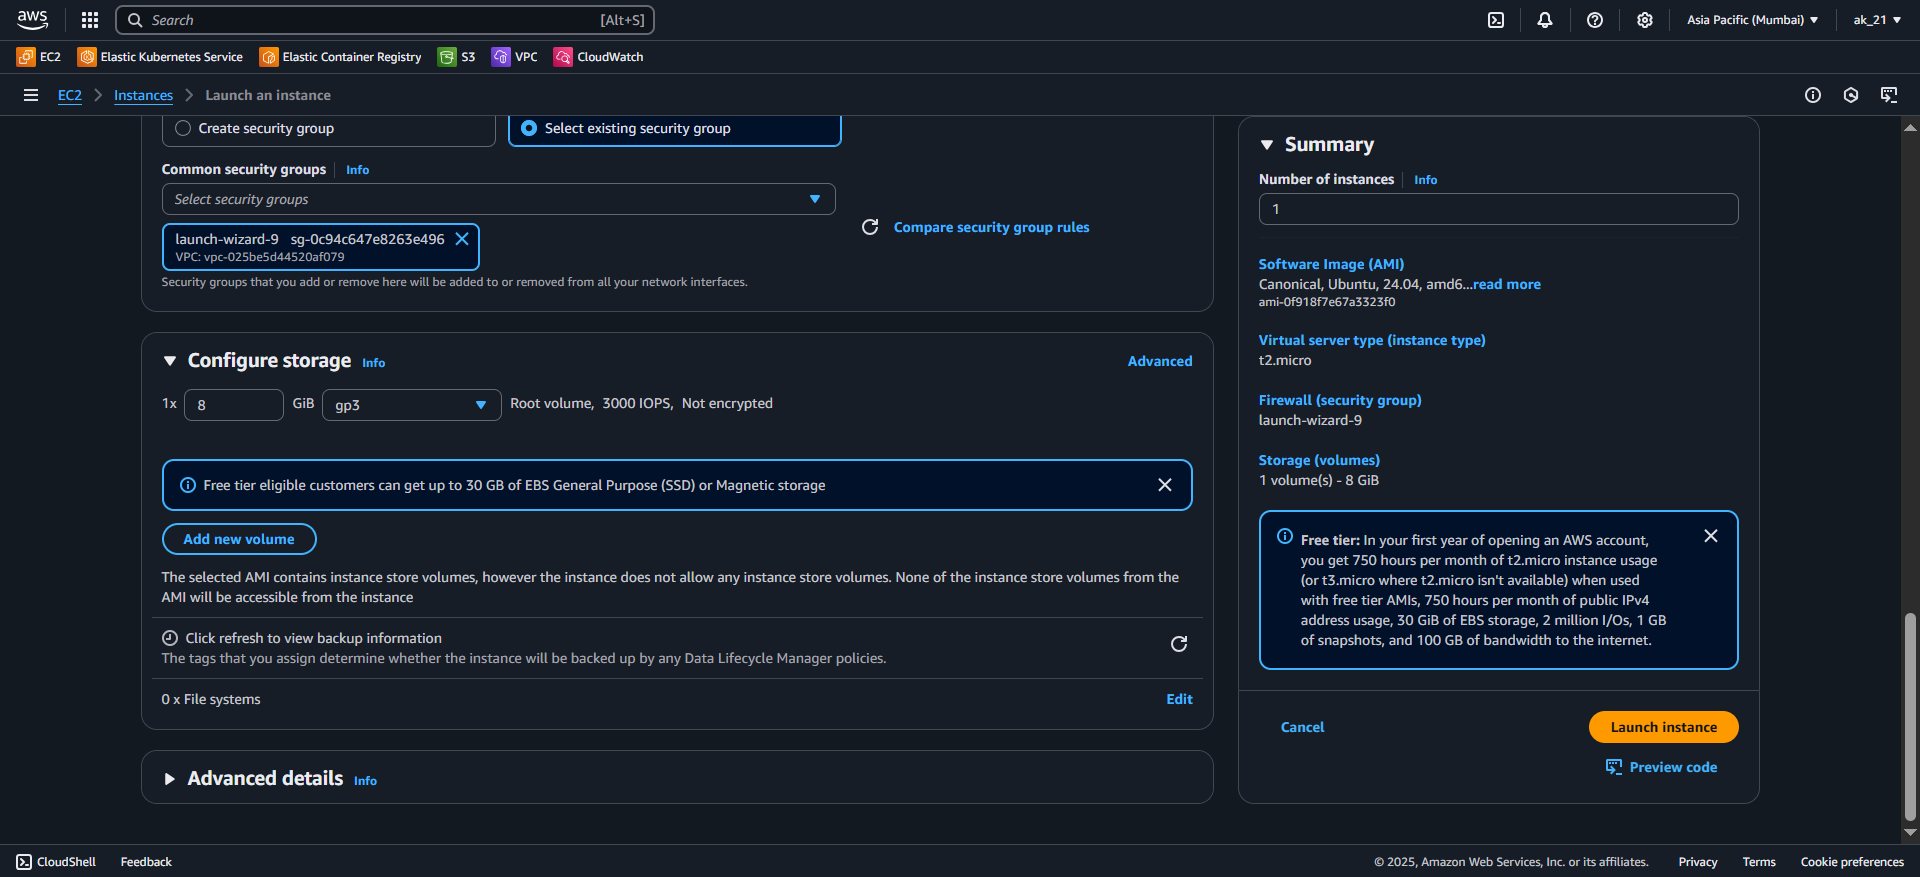 aws
Search [Alt+S]
Asia Pacific (Mumbai)
ak_21
EC2
Elastic Kubernetes Service
Elastic Container Registry
S3
VPC
CloudWatch
EC2
Instances
Launch an instance
Create security group
Select existing security group
Common security groups
Info
Select security groups
launch-wizard-9 sg-0c94c647e8263e496
VPC: vpc-025be5d44520af079
Compare security group rules
Security groups that you add or remove here will be added to or removed from all your network interfaces.
Configure storage
Info
Advanced
1x
8
GiB
gp3
Root volume, 3000 IOPS, Not encrypted
Free tier eligible customers can get up to 30 GB of EBS General Purpose (SSD) or Magnetic storage
Add new volume
The selected AMI contains instance store volumes, however the instance does not allow any instance store volumes. None of the instance store volumes from the
AMI will be accessible from the instance
Click refresh to view backup information
The tags that you assign determine whether the instance will be backed up by any Data Lifecycle Manager policies.
0 x File systems
Edit
Advanced details
Info
Summary
Number of instances
Info
1
Software Image (AMI)
Canonical, Ubuntu, 24.04, amd6...read more
ami-0f918f7e67a3323f0
Virtual server type (instance type)
t2.micro
Firewall (security group)
launch-wizard-9
Storage (volumes)
1 volume(s) - 8 GiB
Free tier: In your first year of opening an AWS account,
you get 750 hours per month of t2.micro instance usage
(or t3.micro where t2.micro isn't available) when used
with free tier AMIs, 750 hours per month of public IPv4
address usage, 30 GiB of EBS storage, 2 million I/Os, 1 GB
of snapshots, and 100 GB of bandwidth to the internet.
Cancel
Launch instance
Preview code
CloudShell
Feedback
© 2025, Amazon Web Services, Inc. or its affiliates.
Privacy
Terms
Cookie preferences